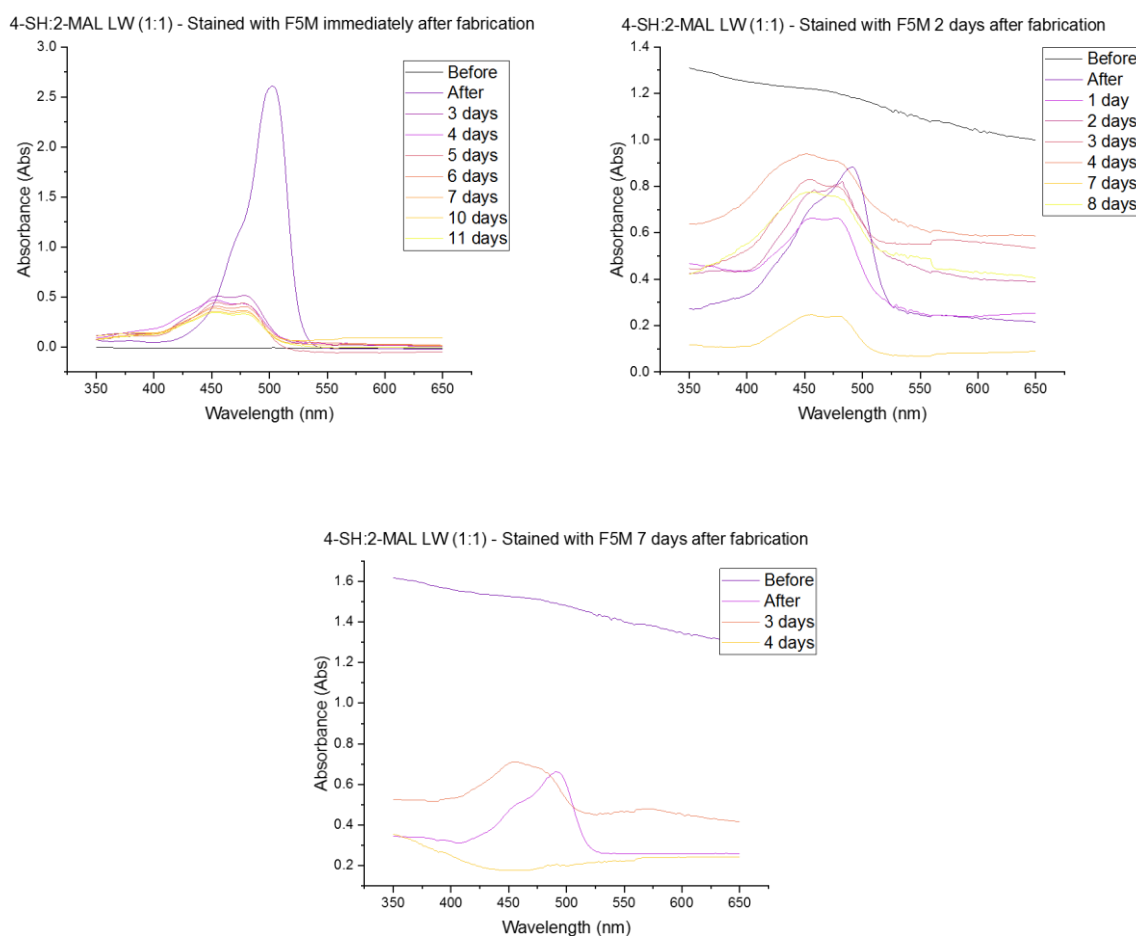 4-SH:2-MAL LW (1:1) - Stained with F5M immediately after fabrication
3.0
2.5
2.0
1.5
1.0
0.5
0.0
Absorbance (Abs)
350 400 450 500 550 600 650
Wavelength (nm)
Before
After
3 days
4 days
5 days
6 days
7 days
10 days
11 days
4-SH:2-MAL LW (1:1) - Stained with F5M 2 days after fabrication
1.4
1.2
1.0
0.8
0.6
0.4
0.2
0.0
Absorbance (Abs)
350 400 450 500 550 600 650
Wavelength (nm)
Before
After
1 day
2 days
3 days
4 days
7 days
8 days
4-SH:2-MAL LW (1:1) - Stained with F5M 7 days after fabrication
1.6
1.4
1.2
1.0
0.8
0.6
0.4
0.2
Absorbance (Abs)
350 400 450 500 550 600 650
Wavelength (nm)
Before
After
3 days
4 days